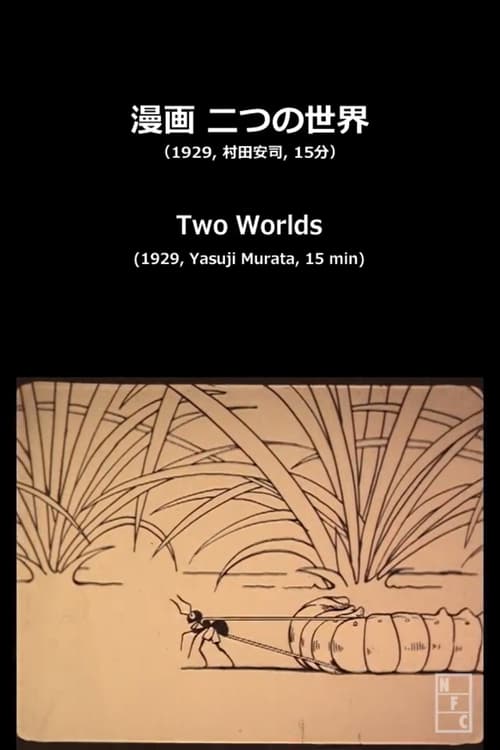 漫画 二つの世界
（1929, 村田安司, 15分）
Two Worlds
(1929, Yasuji Murata, 15 min)
N
F
C